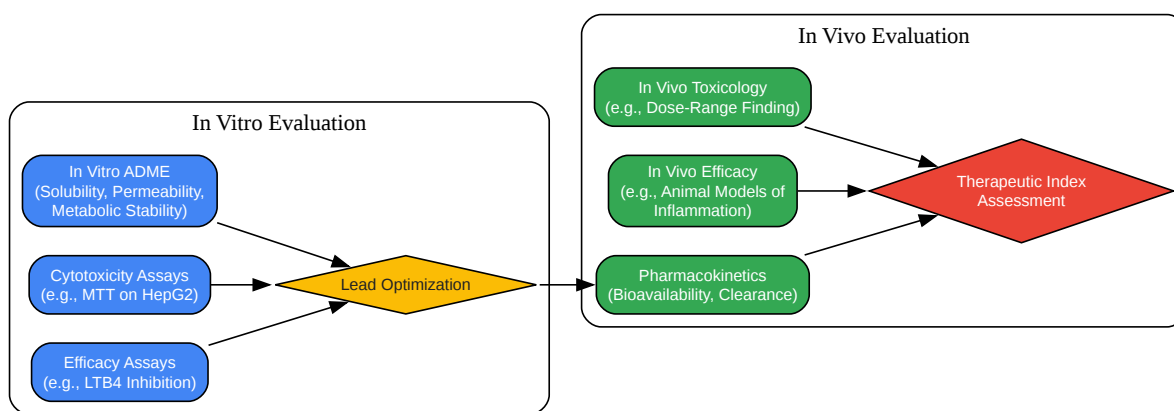 In Vitro Evaluation
In Vitro ADME
(Solubility, Permeability,
Metabolic Stability)
Cytotoxicity Assays
(e.g., MTT on HepG2)
Efficacy Assays
(e.g., LTB4 Inhibition)
Lead Optimization
In Vivo Evaluation
In Vivo Toxicology
(e.g., Dose-Range Finding)
In Vivo Efficacy
(e.g., Animal Models of
Inflammation)
Pharmacokinetics
(Bioavailability, Clearance)
Therapeutic Index
Assessment